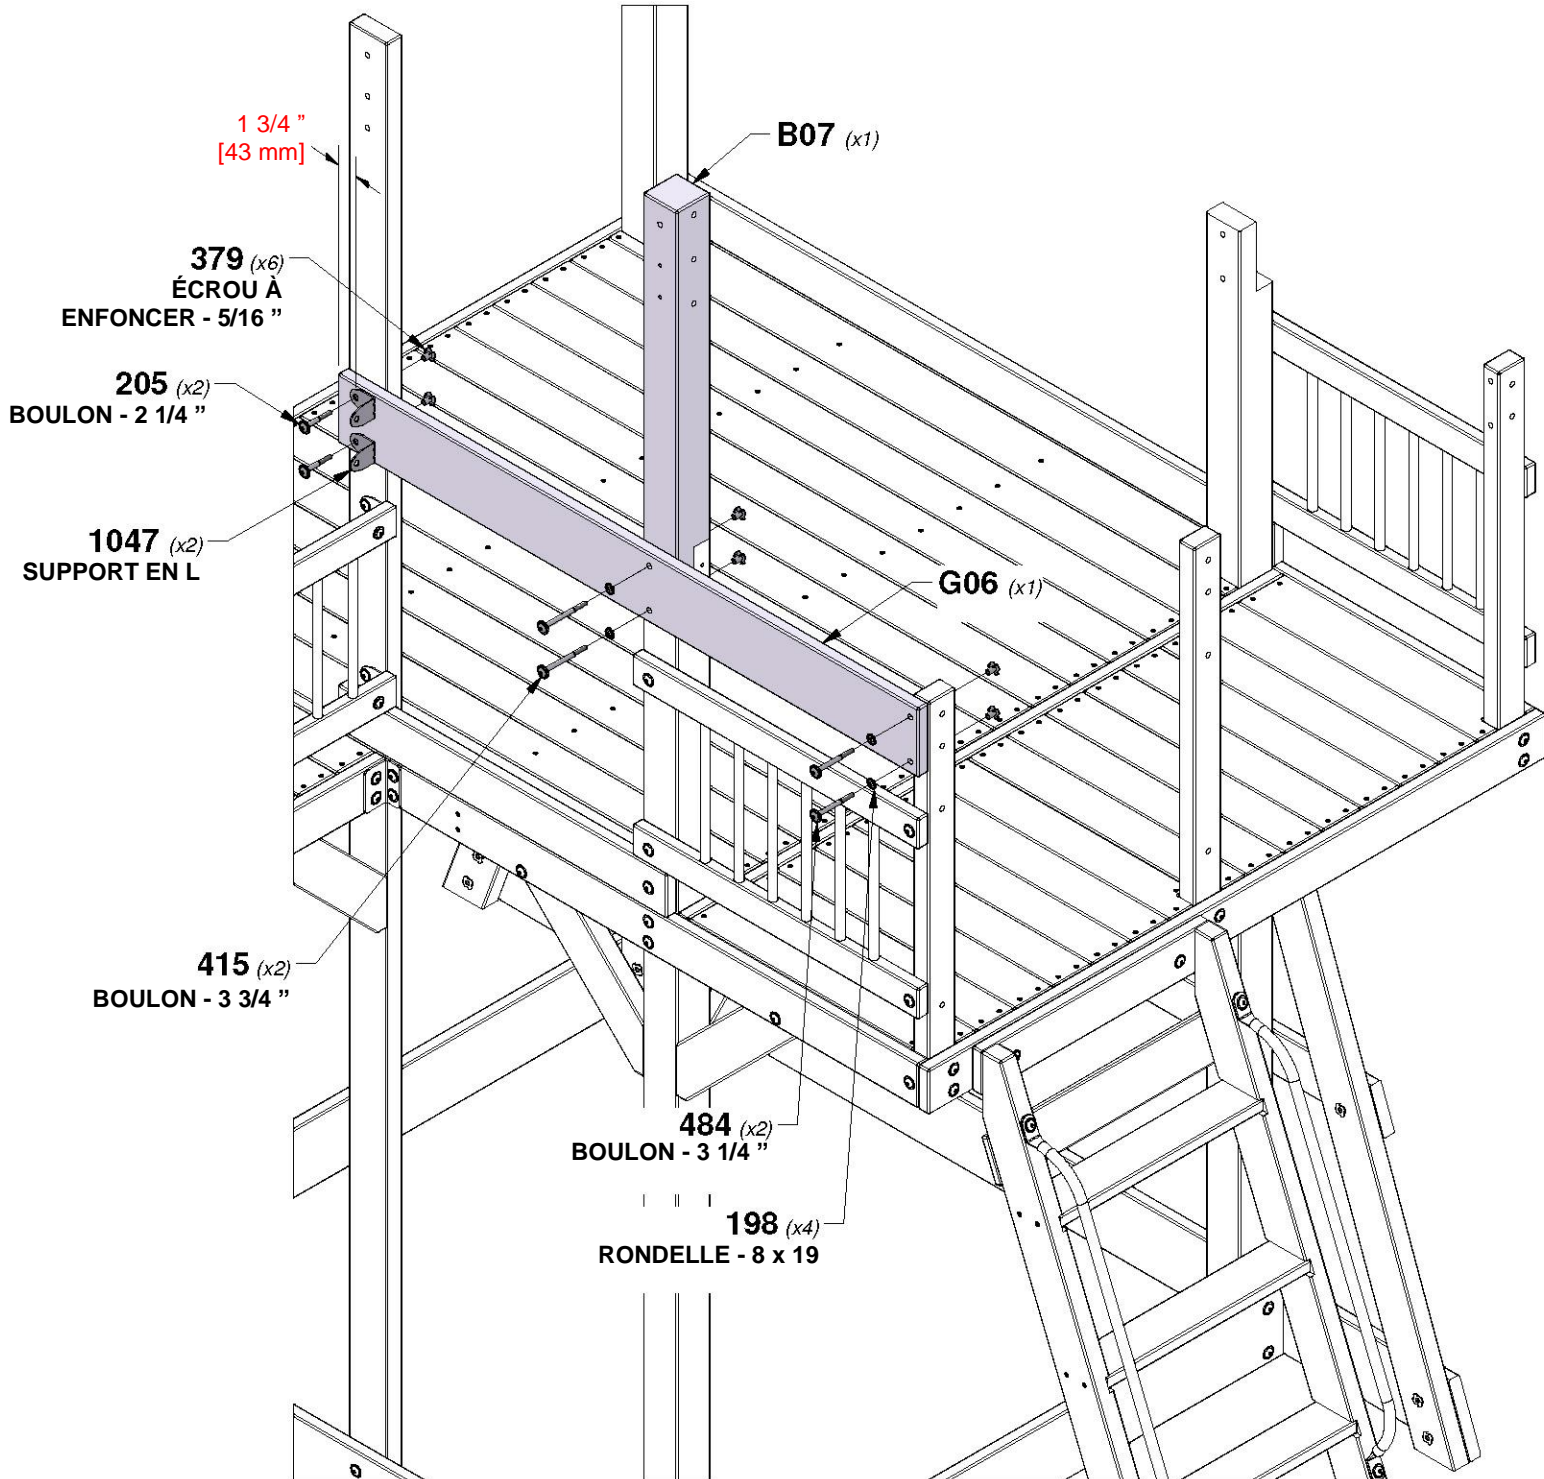 1 3/4 ”
[43 mm]
B07 (x1)
379 (x6)
ÉCROU À
ENFONCER - 5/16 ”
205 (x2)
BOULON - 2 1/4 ”
1047 (x2)
SUPPORT EN L
G06 (x1)
415 (x2)
BOULON - 3 3/4 ”
484 (x2)
BOULON - 3 1/4 ”
198 (x4)
RONDELLE - 8 x 19